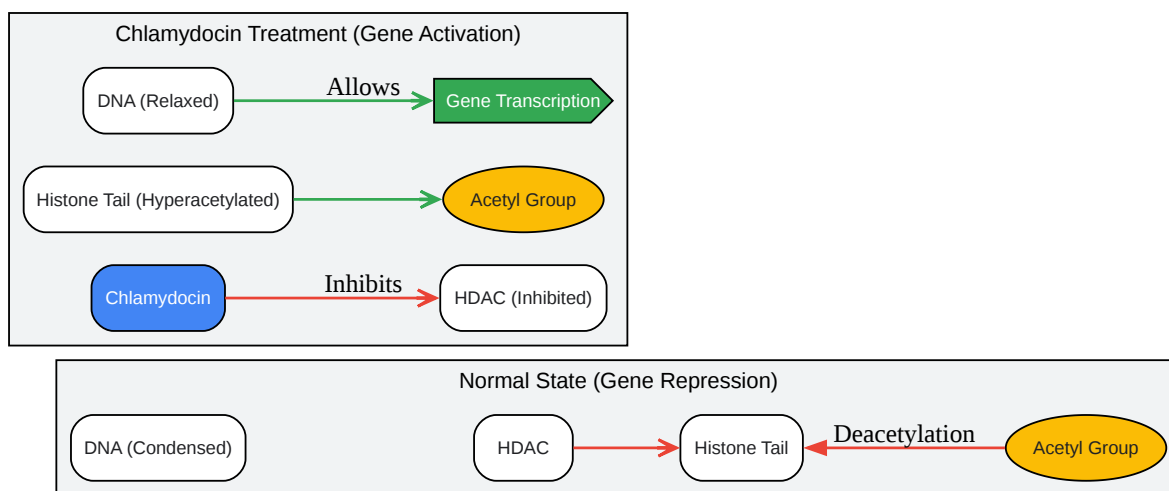 Chlamydocin Treatment (Gene Activation)
DNA (Relaxed)
Allows
Gene Transcription
Histone Tail (Hyperacetylated)
Acetyl Group
Chlamydocin
Inhibits
HDAC (Inhibited)
Normal State (Gene Repression)
DNA (Condensed)
HDAC
Histone Tail
Deacetylation
Acetyl Group